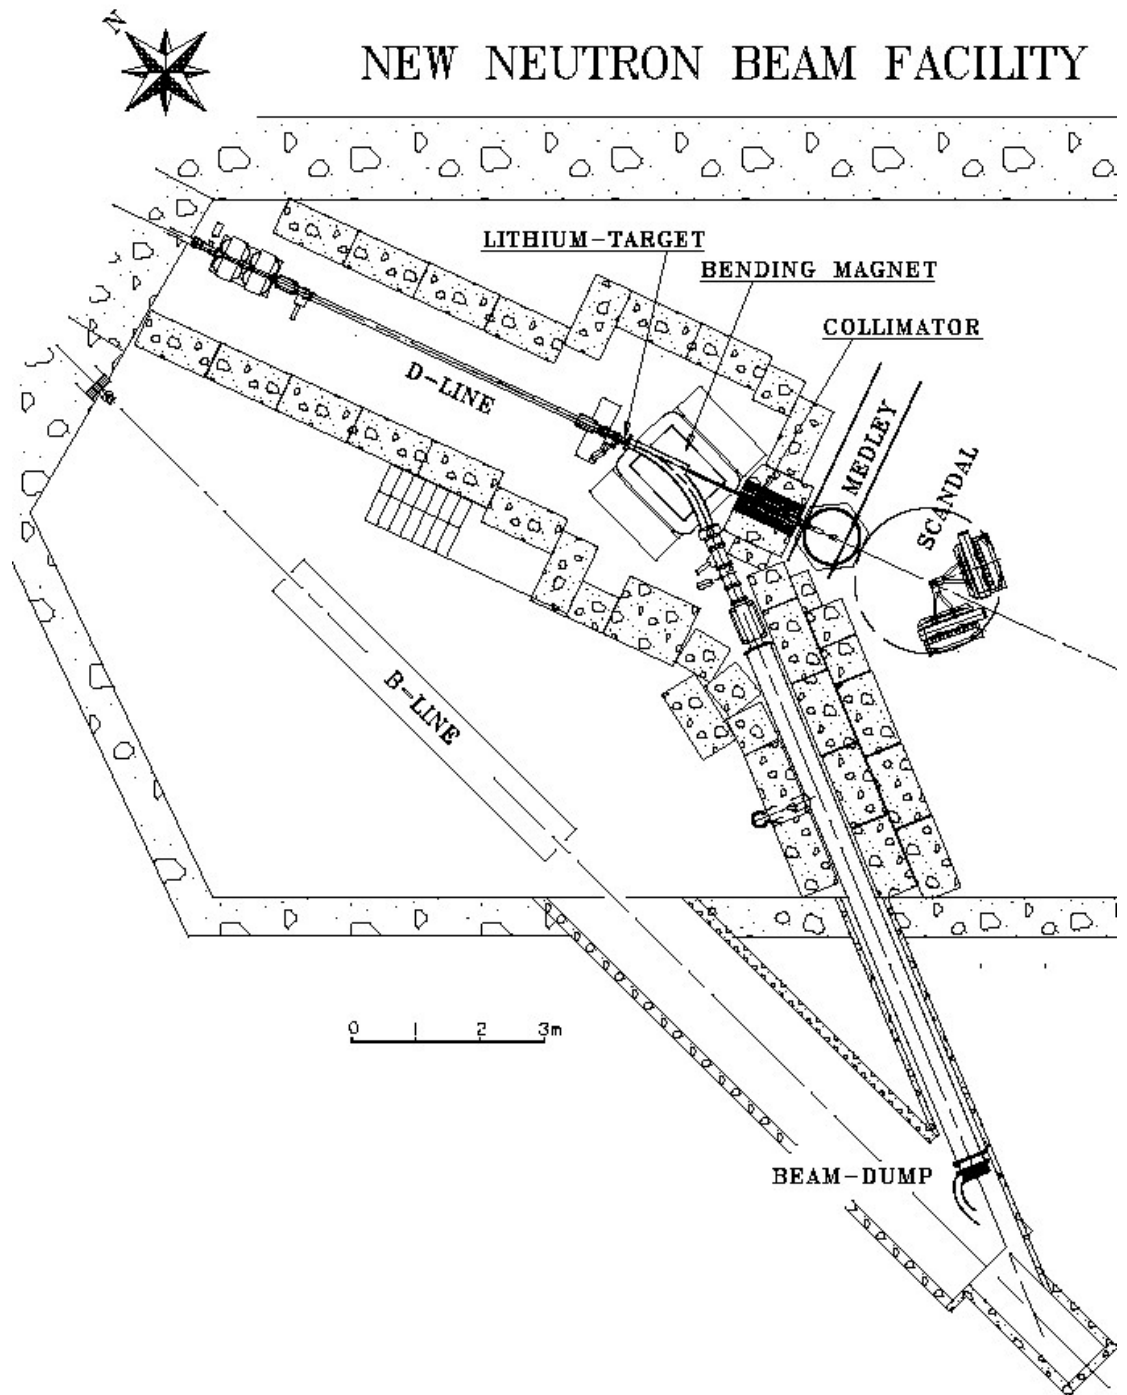 N
NEW NEUTRON BEAM FACILITY
LITHIUM-TARGET
BENDING MAGNET
COLLIMATOR
D-LINE
MEDLEY
SCANDAL
B-LINE
0 1 2 3m
BEAM-DUMP